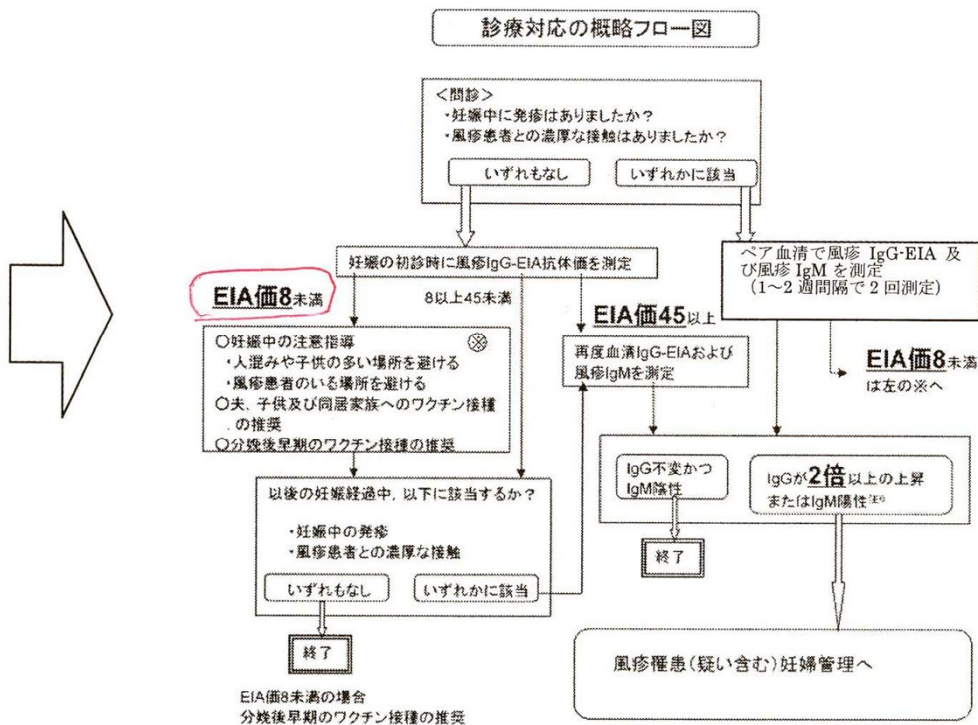 診療対応の概略フロー図
<問診>
・妊娠中に発疹はありましたか?
・風疹患者との濃厚な接触はありましたか?
いずれもなし
いずれかに該当
妊娠の初診時に風疹IgG-EIA抗体価を測定
ペア血清で風疹 IgG-EIA 及
び風疹 IgM を測定
(1～2 週間隔で 2 回測定)
EIA価8未満
8以上45未満
EIA価45以上
EIA価8未満
は左の※へ
○妊娠中の注意指導 ※
・人混みや子供の多い場所を避ける
・風疹患者のいる場所を避ける
○夫、子供及び同居家族へのワクチン接種
の推奨
○分娩後早期のワクチン接種の推奨
再度血清IgG-EIAおよび
風疹IgMを測定
IgG不変かつ
IgM陰性
IgGが2倍以上の上昇
またはIgM陽性
終了
以後の妊娠経過中、以下に該当するか?
・妊娠中の発疹
・風疹患者との濃厚な接触
いずれもなし
いずれかに該当
終了
風疹罹患(疑い含む)妊婦管理へ
EIA価8未満の場合
分娩後早期のワクチン接種の推奨